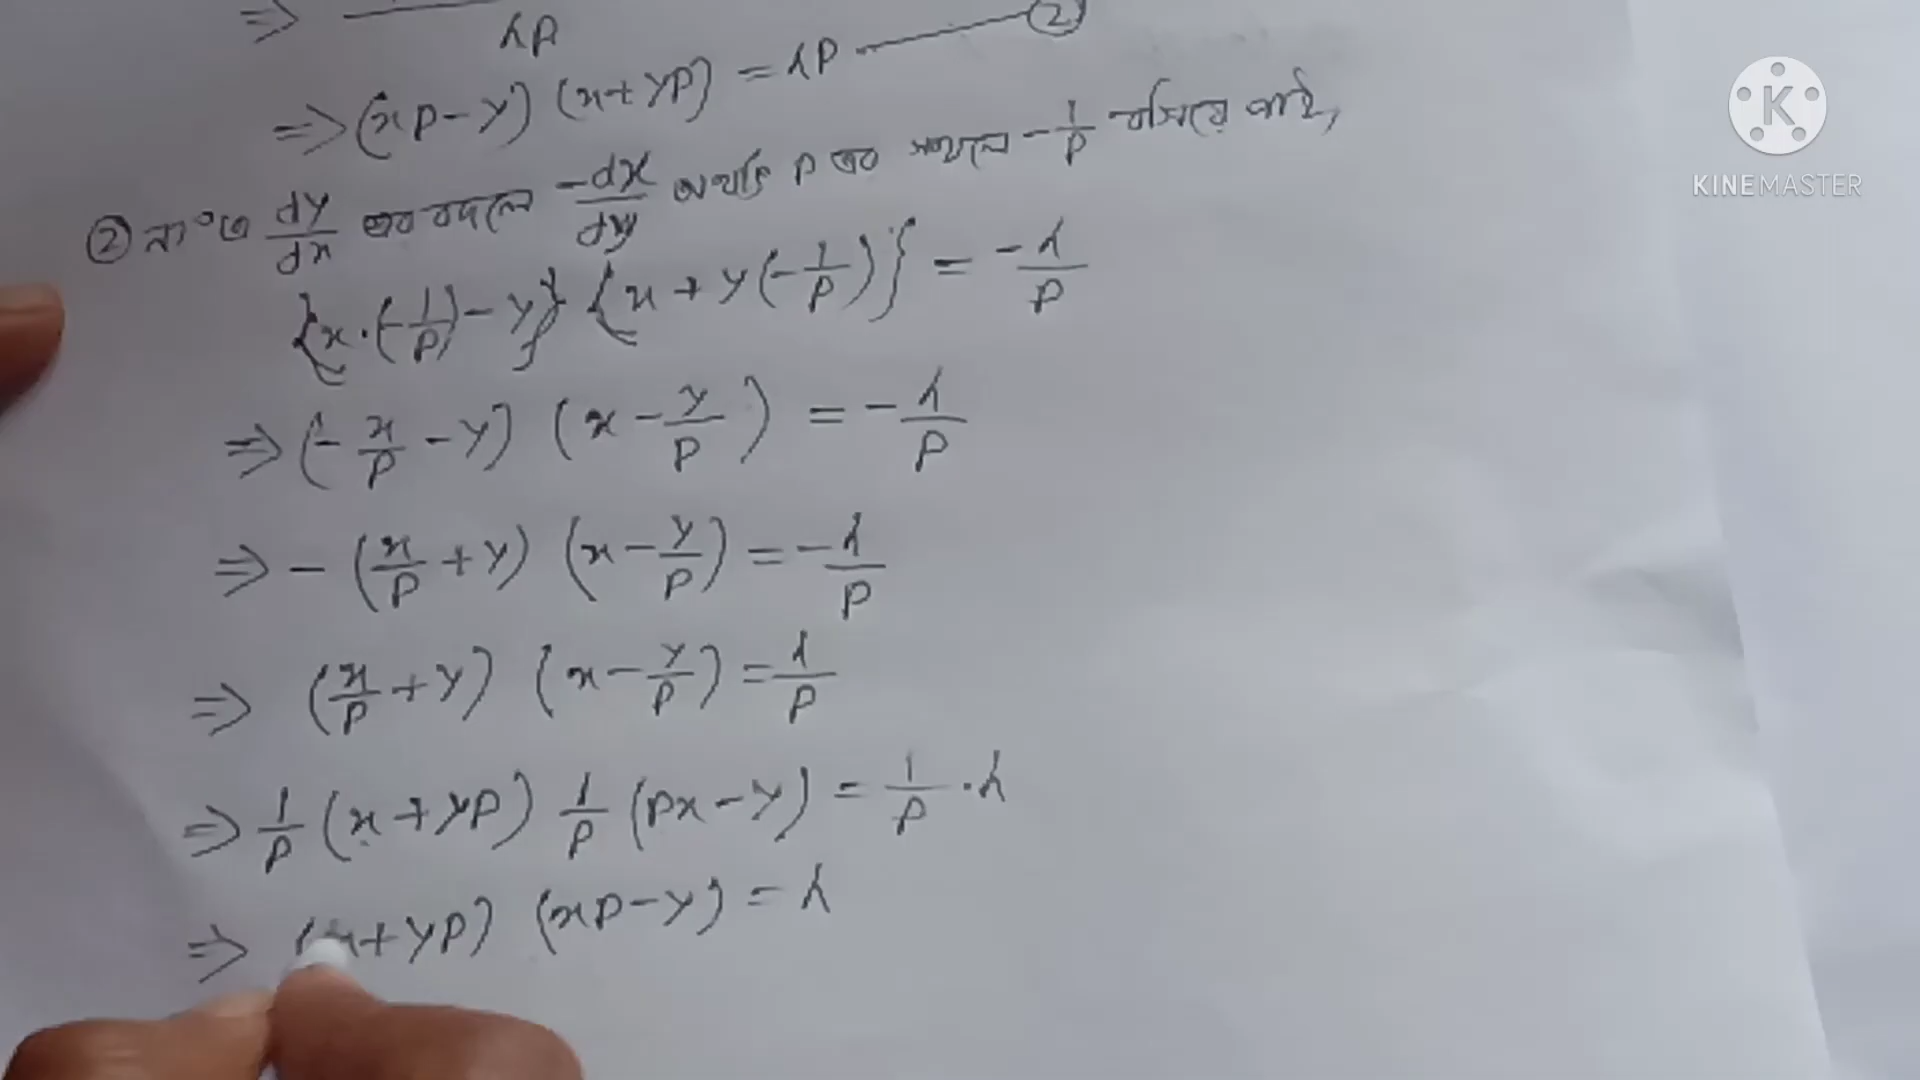 ⇒ ———— λp
⇒ (xp-y) (x+yp) = λp ——— ②
② নং এ dy/dx এর বদলে -dx/dy অর্থাৎ p এর স্থলে -1/p বসিয়ে পাই,
{x·(-1/p)-y} {x+y(-1/p)} = -λ/p
⇒ (-x/p - y) (x - y/p) = -λ/p
⇒ -(x/p + y) (x - y/p) = -λ/p
⇒ (x/p + y) (x - y/p) = λ/p
⇒ 1/p (x+yp) 1/p (px-y) = 1/p · λ
⇒ (x+yp) (xp-y) = λ
K
KINEMASTER